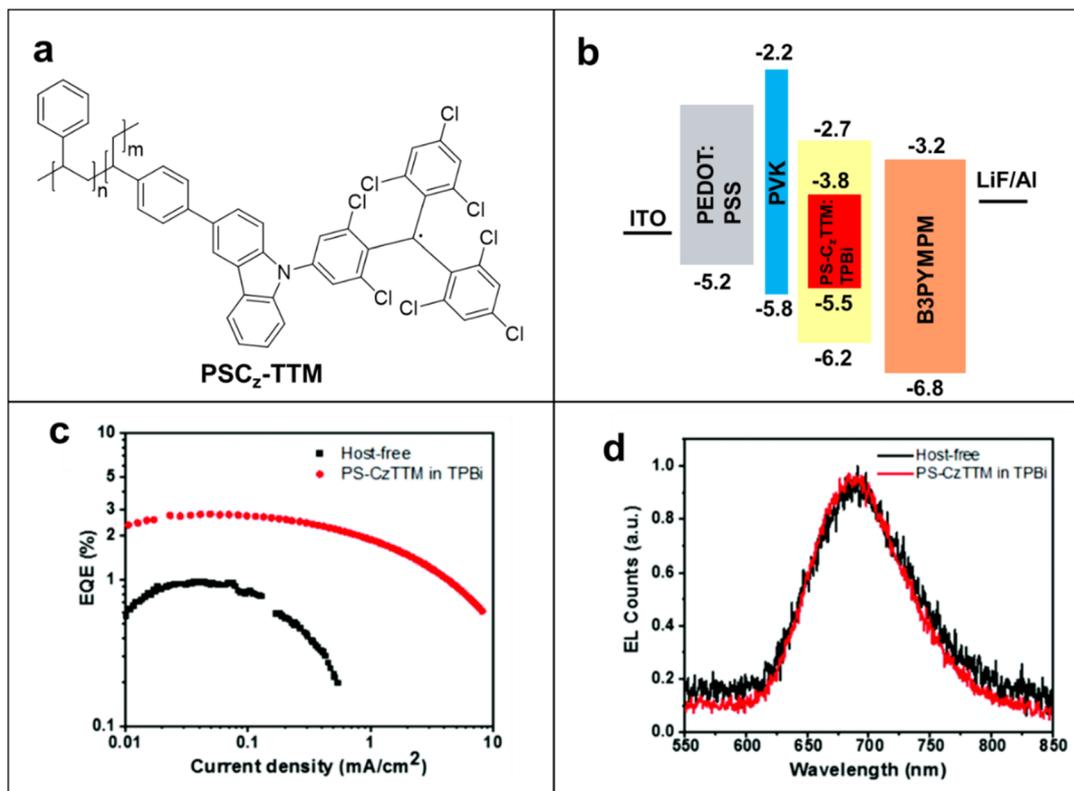 a
Cl
Cl
Cl
Cl
Cl
Cl
Cl
Cl
m
n
N
·
PSCz-TTM
b
-2.2
-2.7
-3.2
-3.8
ITO
PEDOT:
PSS
PVK
PS-CzTTM:
TPBi
B3PYMPM
LiF/Al
-5.2
-5.8
-5.5
-6.2
-6.8
c
Host-free
PS-CzTTM in TPBi
EQE (%)
10
5
3
2
1
0.1
0.01
0.1
1
10
Current density (mA/cm²)
d
Host-free
PS-CzTTM in TPBi
EL Counts (a.u.)
1.0
0.8
0.6
0.4
0.2
0.0
550
600
650
700
750
800
850
Wavelength (nm)